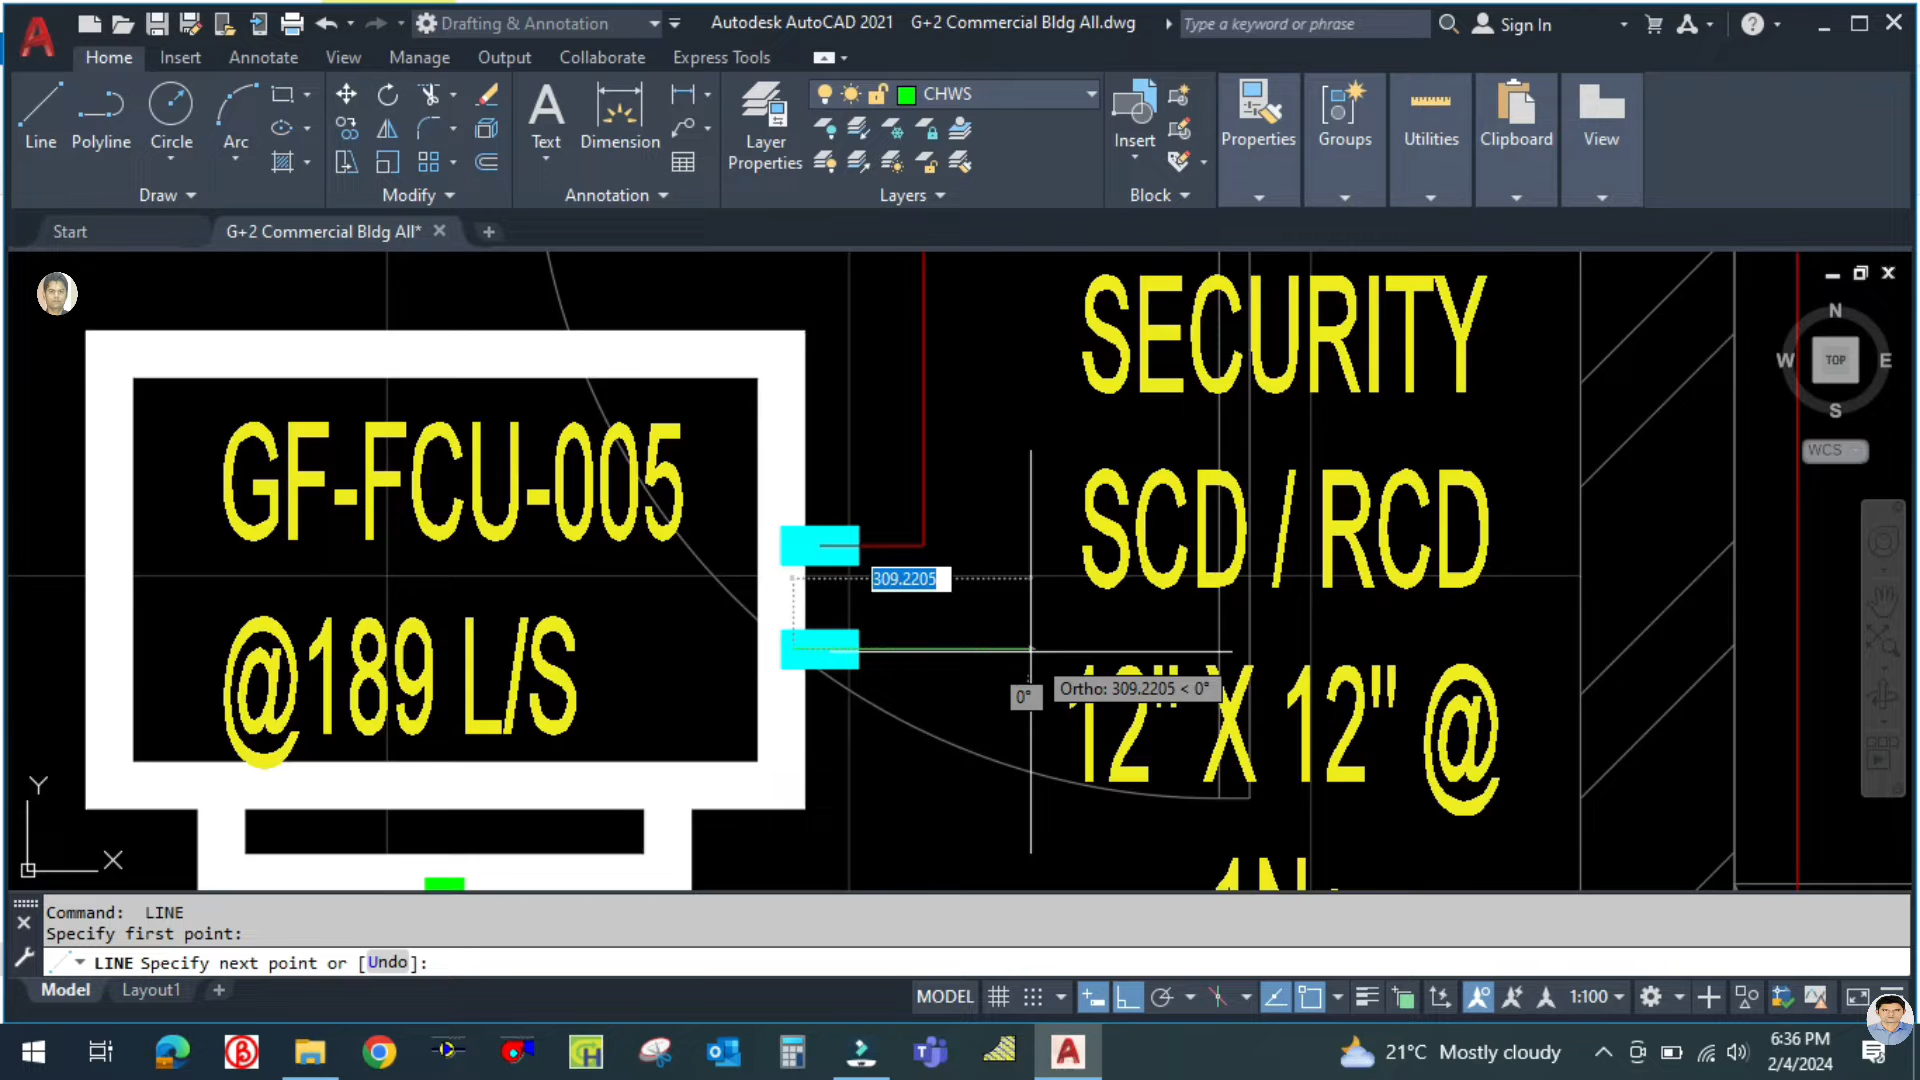 Drafting & Annotation
Autodesk AutoCAD 2021 G+2 Commercial Bldg All.dwg
Type a keyword or phrase
Sign In
Home Insert Annotate View Manage Output Collaborate Express Tools
CHWS
Line Polyline Circle Arc
Text Dimension
Layer Properties
Insert
Properties Groups Utilities Clipboard View
Draw Modify Annotation Layers Block
Start
G+2 Commercial Bldg All*
SECURITY
SCD / RCD
12" X 12" @
GF-FCU-005
@189 L/S
309.2205
0°
Ortho: 309.2205 < 0°
N
W TOP E
S
WCS
Y
X
Command: LINE
Specify first point:
LINE Specify next point or [Undo]:
Model Layout1
MODEL
1:100
21°C Mostly cloudy
6:36 PM
2/4/2024